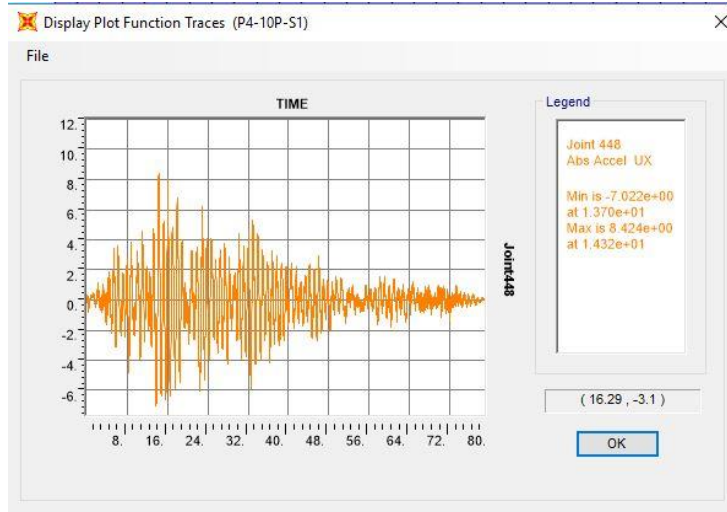 Display Plot Function Traces (P4-10P-S1)
File
TIME
Legend
12.
10.
8.
6.
4.
2.
0.
-2.
-4.
-6.
Joint448
8. 16. 24. 32. 40. 48. 56. 64. 72. 80.
Joint 448
Abs Accel UX
Min is -7.022e+00
at 1.370e+01
Max is 8.424e+00
at 1.432e+01
( 16.29 , -3.1 )
OK